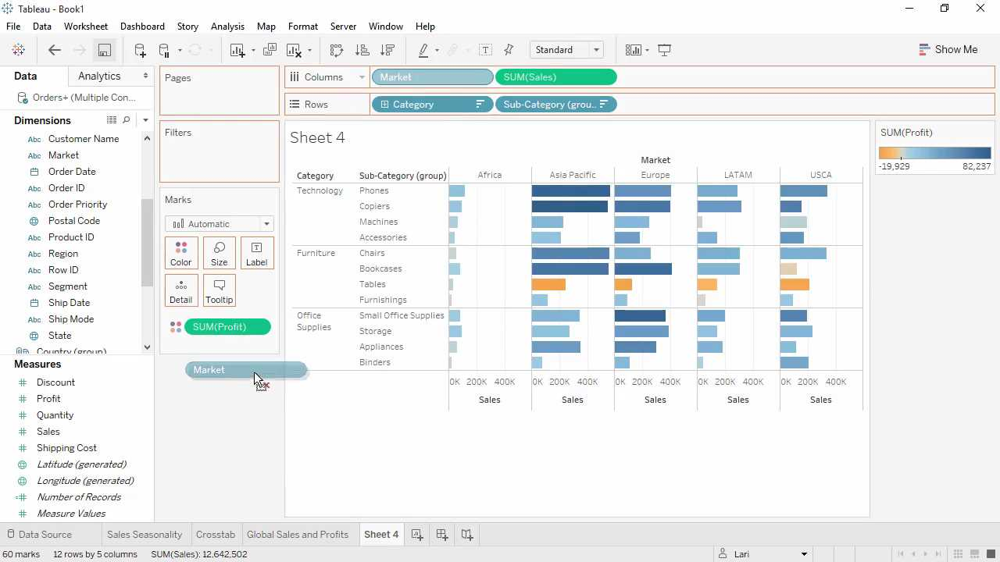 Tableau - Book1
File Data Worksheet Dashboard Story Analysis Map Format Server Window Help
Standard
Show Me
Data Analytics
Orders+ (Multiple Con...
Dimensions
Abc Customer Name
Abc Market
Order Date
Abc Order ID
Abc Order Priority
Postal Code
Abc Product ID
Abc Region
Abc Row ID
Abc Segment
Ship Date
Abc Ship Mode
State
Country (group)
Measures
Discount
Profit
Quantity
Sales
Shipping Cost
Latitude (generated)
Longitude (generated)
Number of Records
Measure Values
Pages
Filters
Marks
Automatic
Color Size Label
Detail Tooltip
SUM(Profit)
Market
Columns Market SUM(Sales)
Rows Category Sub-Category (grou..
Sheet 4
Market
Category Sub-Category (group) Africa Asia Pacific Europe LATAM USCA
Technology Phones
Copiers
Machines
Accessories
Furniture Chairs
Bookcases
Tables
Furnishings
Office Supplies Small Office Supplies
Storage
Appliances
Binders
0K 200K 400K 0K 200K 400K 0K 200K 400K 0K 200K 400K 0K 200K 400K
Sales Sales Sales Sales Sales
SUM(Profit)
-19,929 82,237
Data Source Sales Seasonality Crosstab Global Sales and Profits Sheet 4
60 marks 12 rows by 5 columns SUM(Sales): 12,642,502 Lari